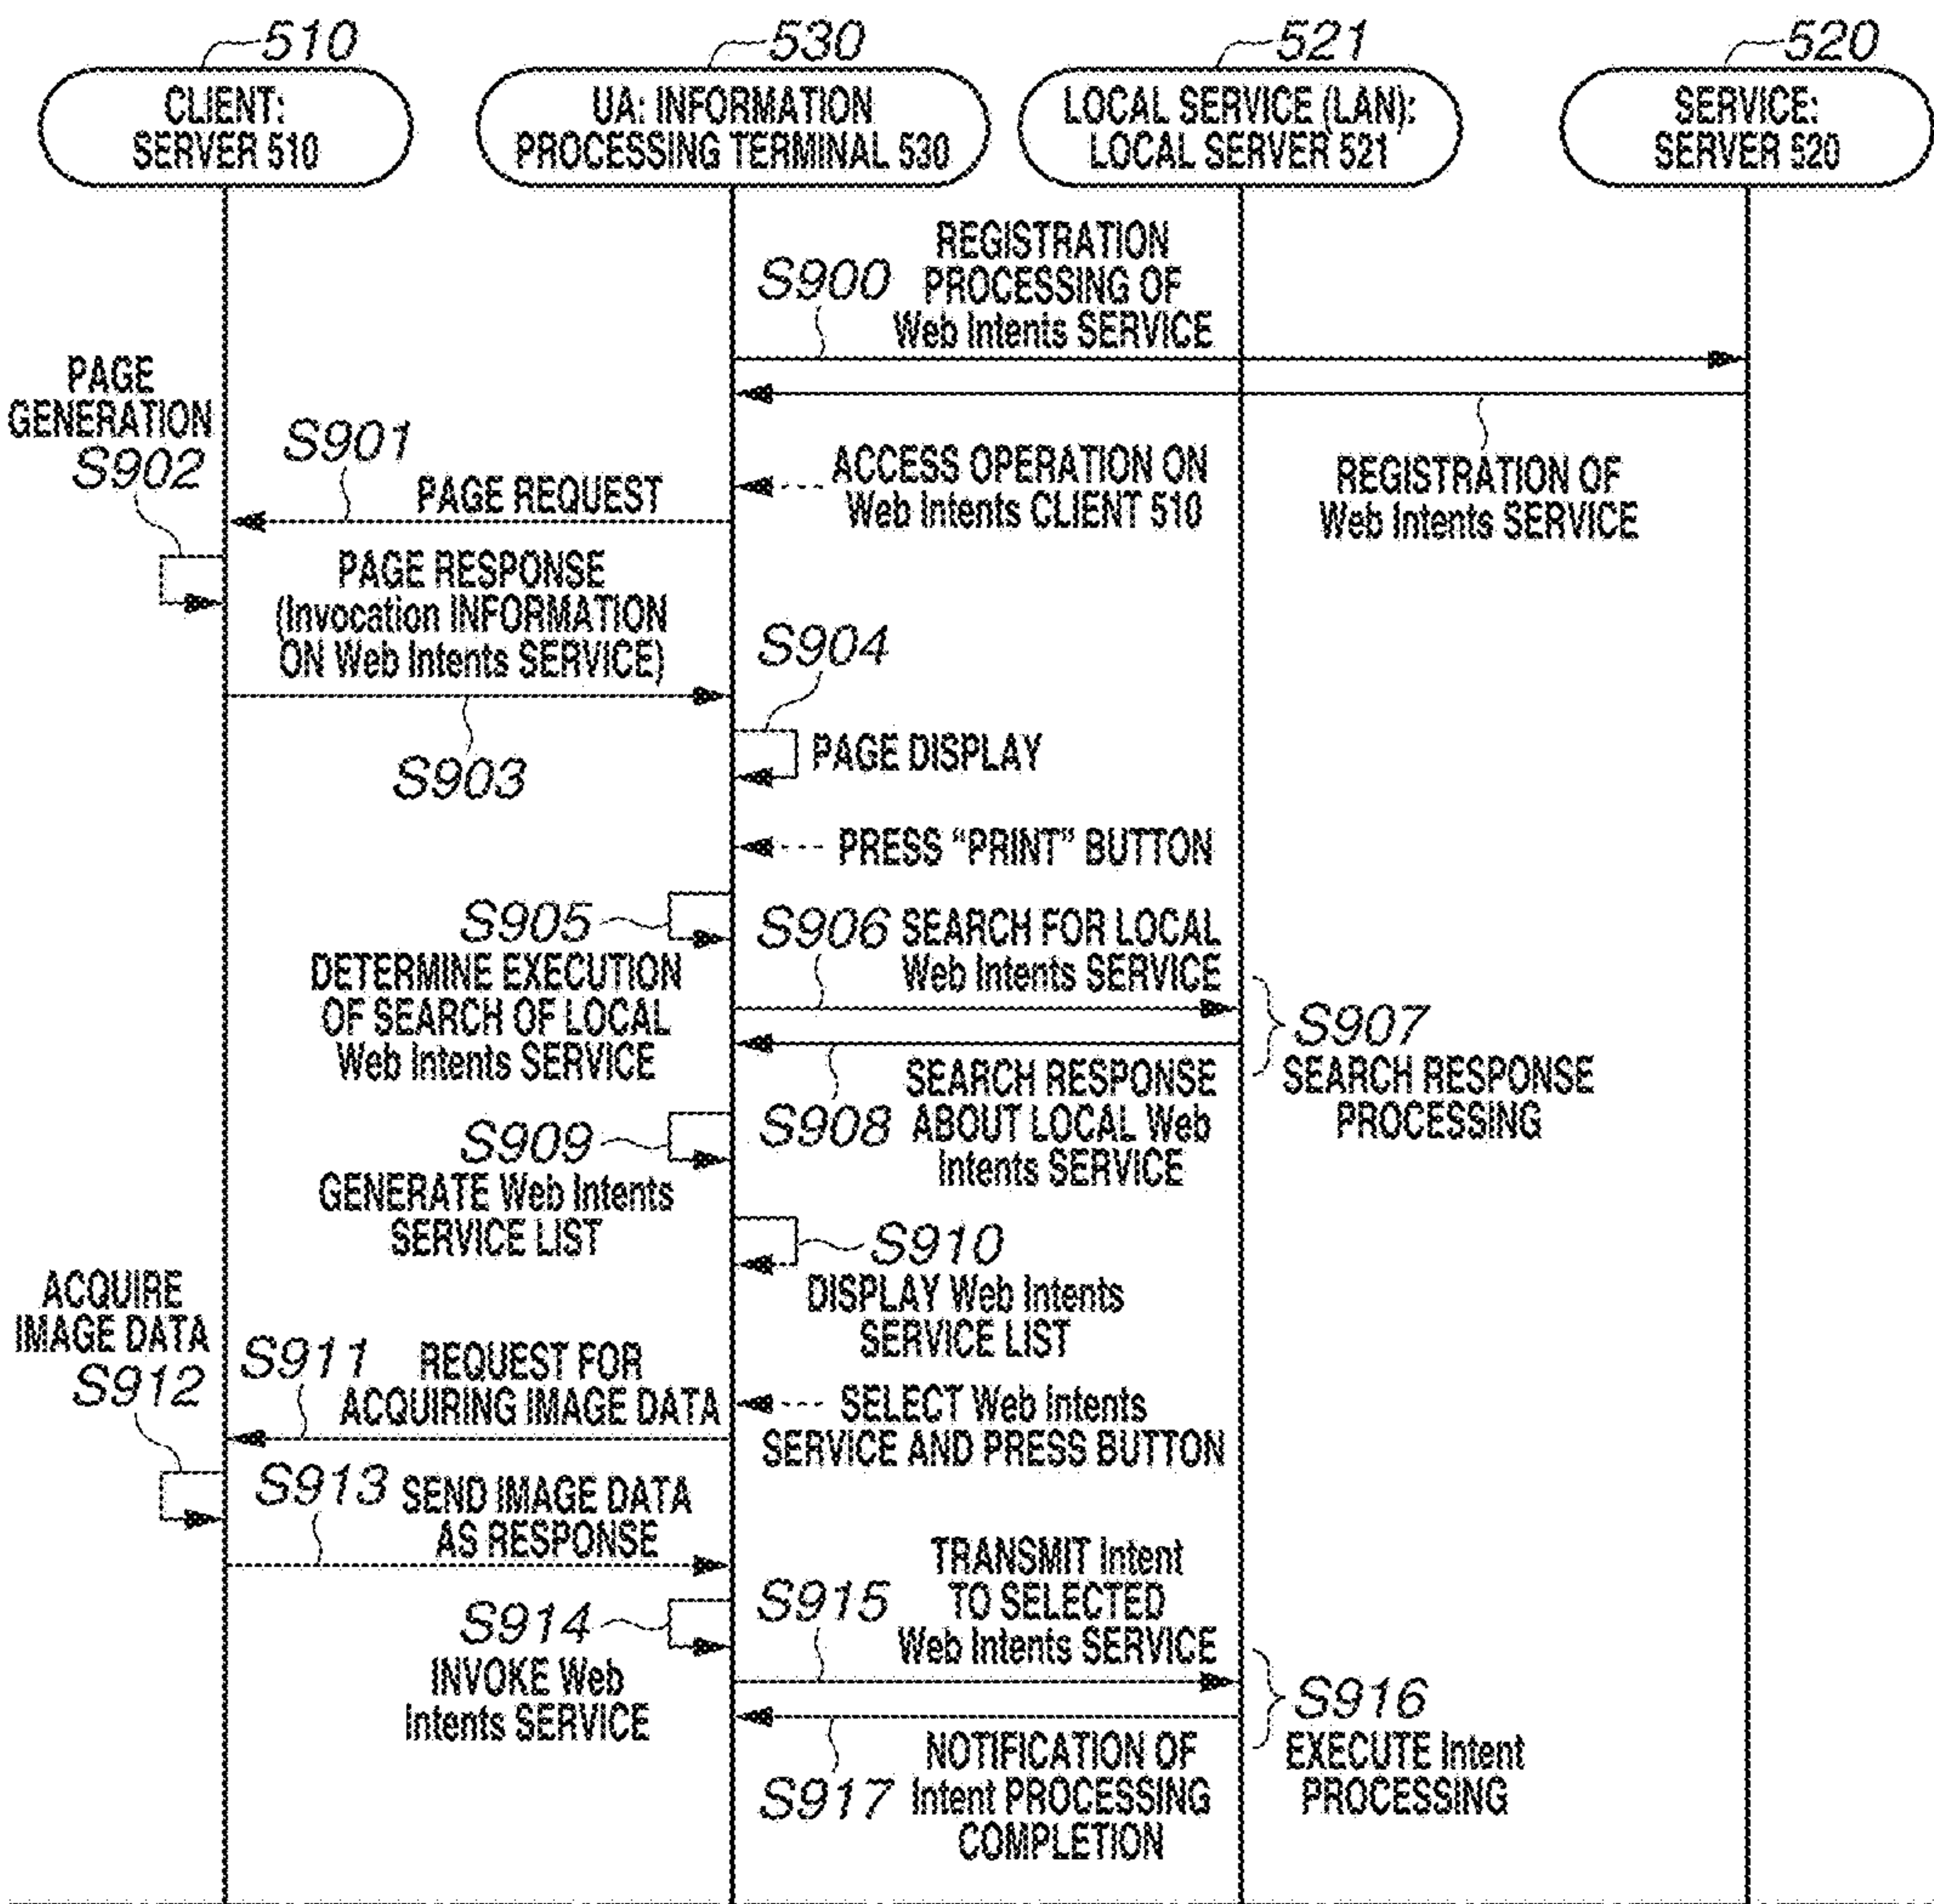 510
530
521
520
CLIENT:
SERVER 510
UA: INFORMATION
PROCESSING TERMINAL 530
LOCAL SERVICE (LAN):
LOCAL SERVER 521
SERVICE:
SERVER 520
S900
REGISTRATION
PROCESSING OF
Web Intents SERVICE
REGISTRATION OF
Web Intents SERVICE
ACCESS OPERATION ON
Web Intents CLIENT 510
S901
PAGE REQUEST
PAGE
GENERATION
S902
PAGE RESPONSE
(Invocation INFORMATION
ON Web Intents SERVICE)
S903
S904
PAGE DISPLAY
PRESS “PRINT” BUTTON
S905
DETERMINE EXECUTION
OF SEARCH OF LOCAL
Web Intents SERVICE
S906
SEARCH FOR LOCAL
Web Intents SERVICE
S907
SEARCH RESPONSE
PROCESSING
S908
SEARCH RESPONSE
ABOUT LOCAL Web
Intents SERVICE
S909
GENERATE Web Intents
SERVICE LIST
S910
DISPLAY Web Intents
SERVICE LIST
SELECT Web Intents
SERVICE AND PRESS BUTTON
S911
REQUEST FOR
ACQUIRING IMAGE DATA
ACQUIRE
IMAGE DATA
S912
S913
SEND IMAGE DATA
AS RESPONSE
S914
INVOKE Web
Intents SERVICE
S915
TRANSMIT Intent
TO SELECTED
Web Intents SERVICE
S916
EXECUTE Intent
PROCESSING
S917
NOTIFICATION OF
Intent PROCESSING
COMPLETION